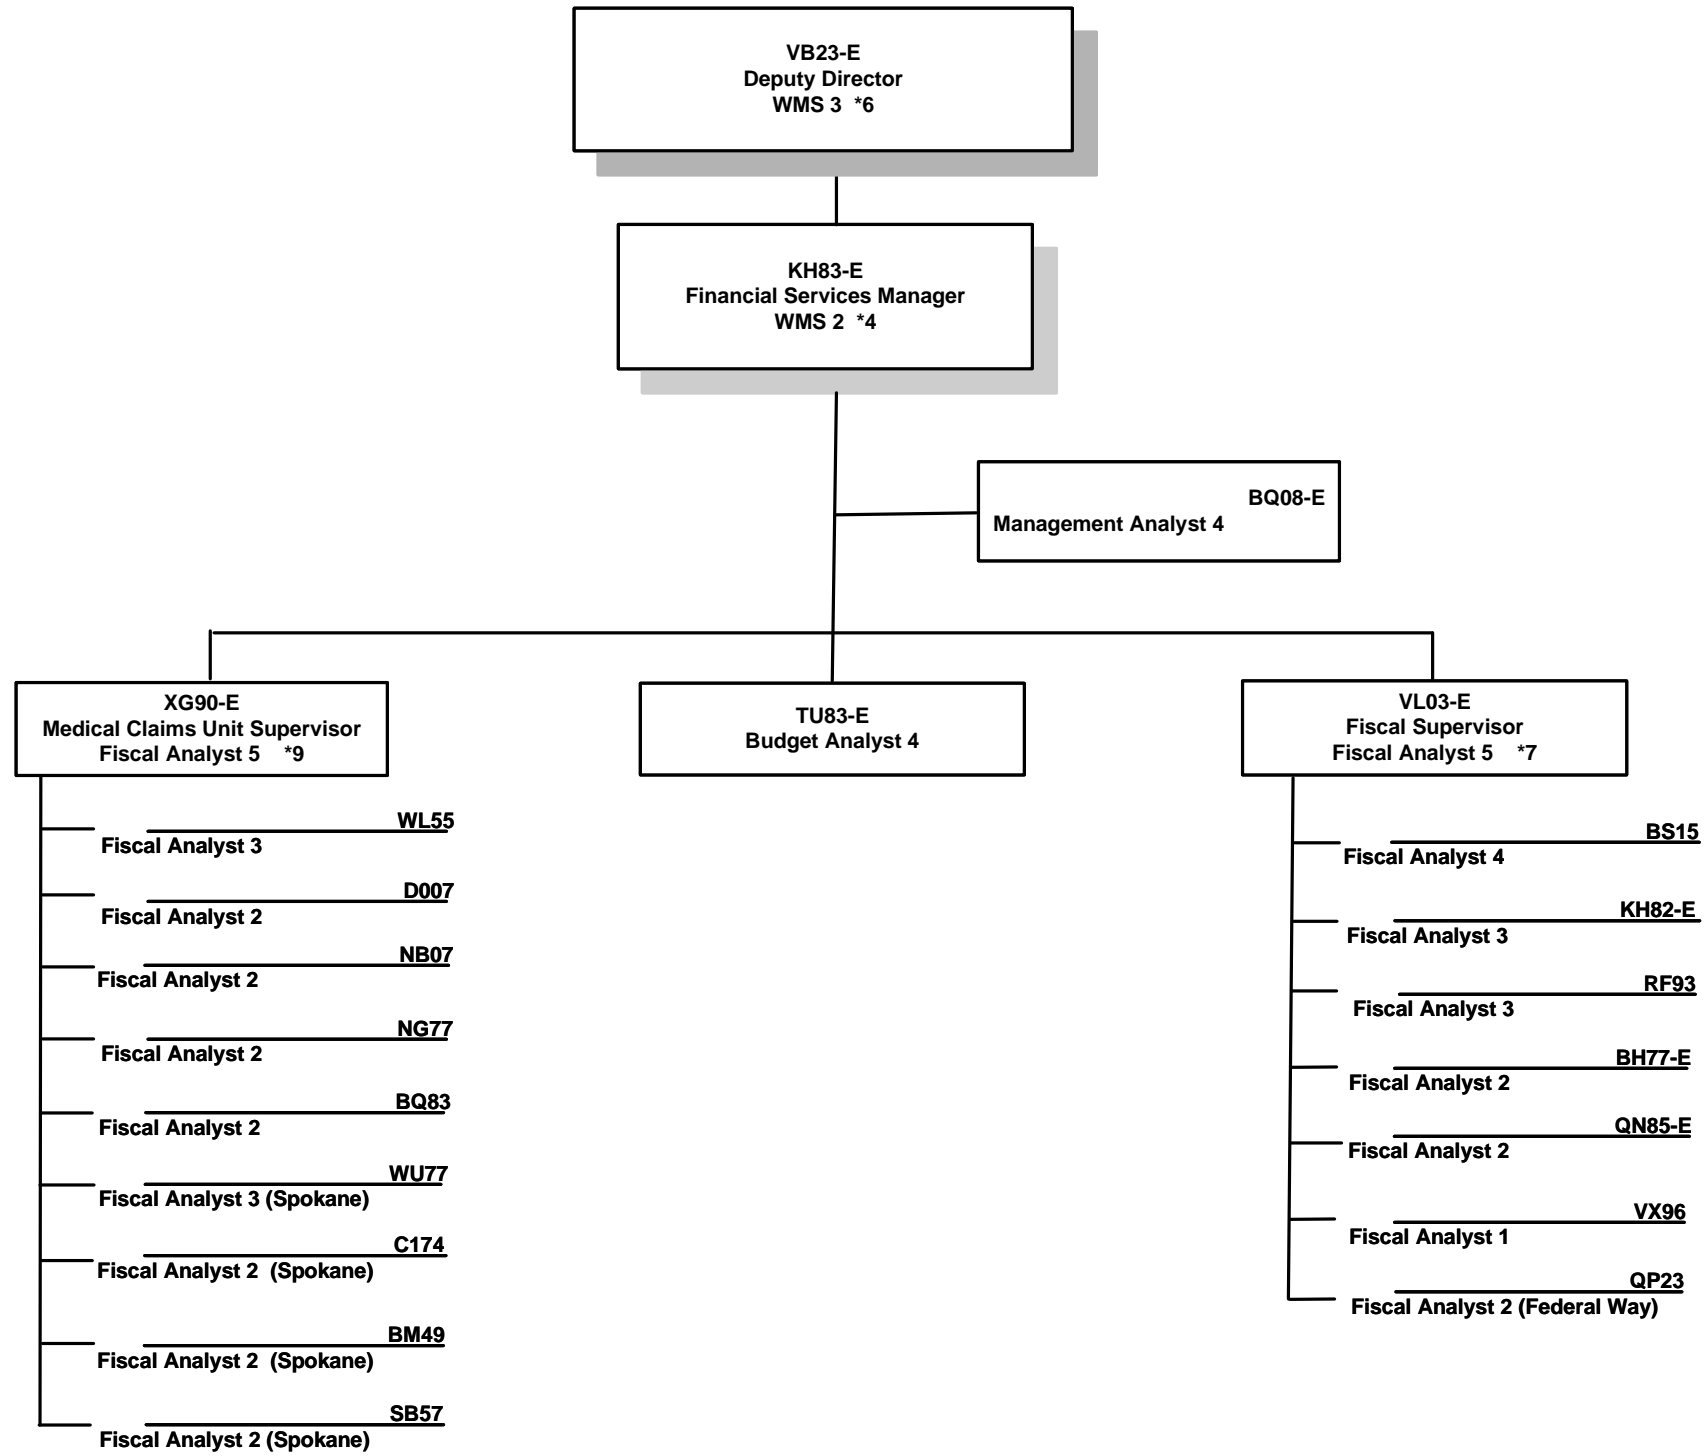 VB23-E
Deputy Director
WMS 3 *6
KH83-E
Financial Services Manager
WMS 2 *4
BQ08-E
Management Analyst 4
XG90-E
Medical Claims Unit Supervisor
Fiscal Analyst 5 *9
TU83-E
Budget Analyst 4
VL03-E
Fiscal Supervisor
Fiscal Analyst 5 *7
WL55
Fiscal Analyst 3
D007
Fiscal Analyst 2
NB07
Fiscal Analyst 2
NG77
Fiscal Analyst 2
BQ83
Fiscal Analyst 2
WU77
Fiscal Analyst 3 (Spokane)
C174
Fiscal Analyst 2 (Spokane)
BM49
Fiscal Analyst 2 (Spokane)
SB57
Fiscal Analyst 2 (Spokane)
BS15
Fiscal Analyst 4
KH82-E
Fiscal Analyst 3
RF93
Fiscal Analyst 3
BH77-E
Fiscal Analyst 2
QN85-E
Fiscal Analyst 2
VX96
Fiscal Analyst 1
QP23
Fiscal Analyst 2 (Federal Way)